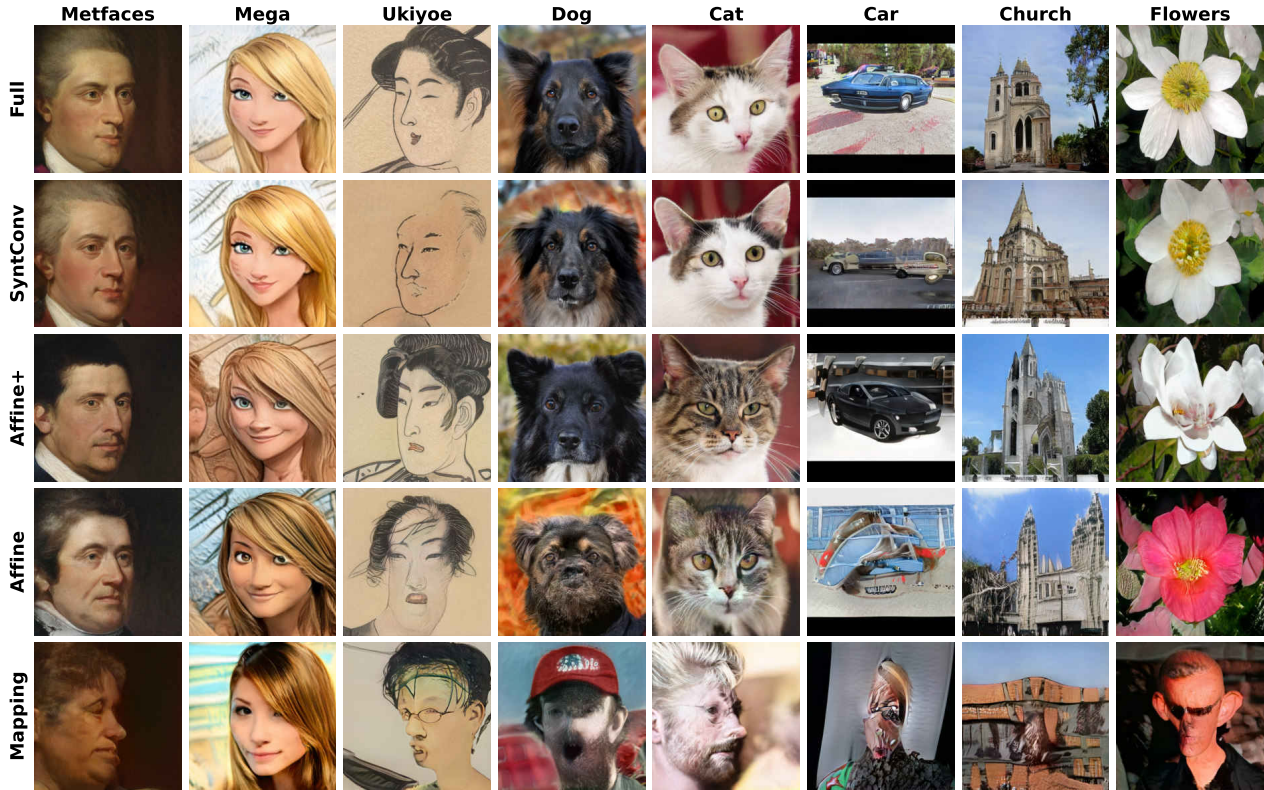 Metfaces Mega Ukiyoe Dog Cat Car Church Flowers
Full
SyntConv
Affine+
Affine
Mapping